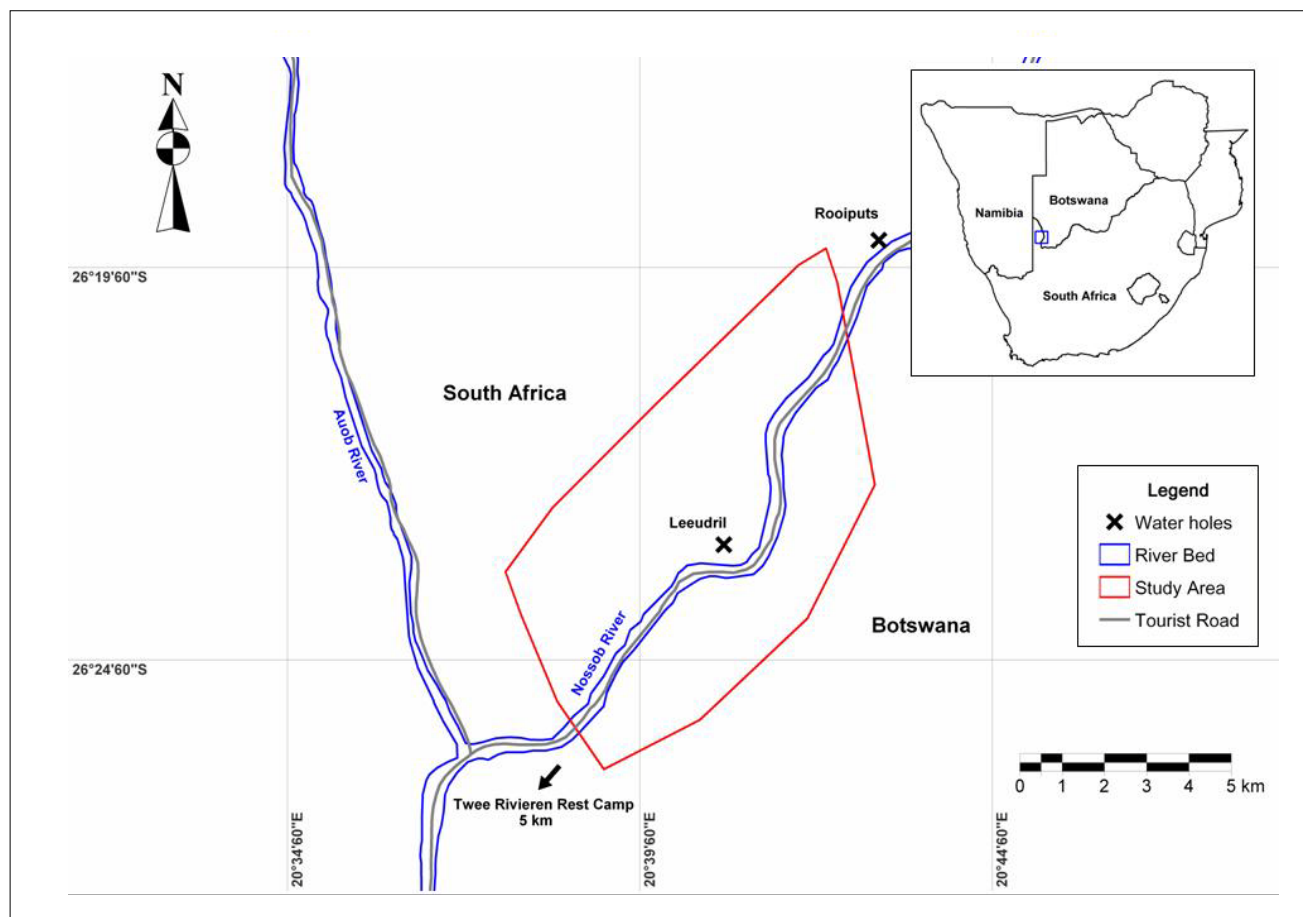 N
Rooiputs
Namibia
Botswana
South Africa
26°19'60"S
South Africa
Auob River
Leeudril
Legend
Water holes
River Bed
Study Area
Tourist Road
Botswana
Nossob River
26°24'60"S
0 1 2 3 4 5 km
Twee Rivieren Rest Camp
5 km
20°34'60"E
20°39'60"E
20°44'60"E